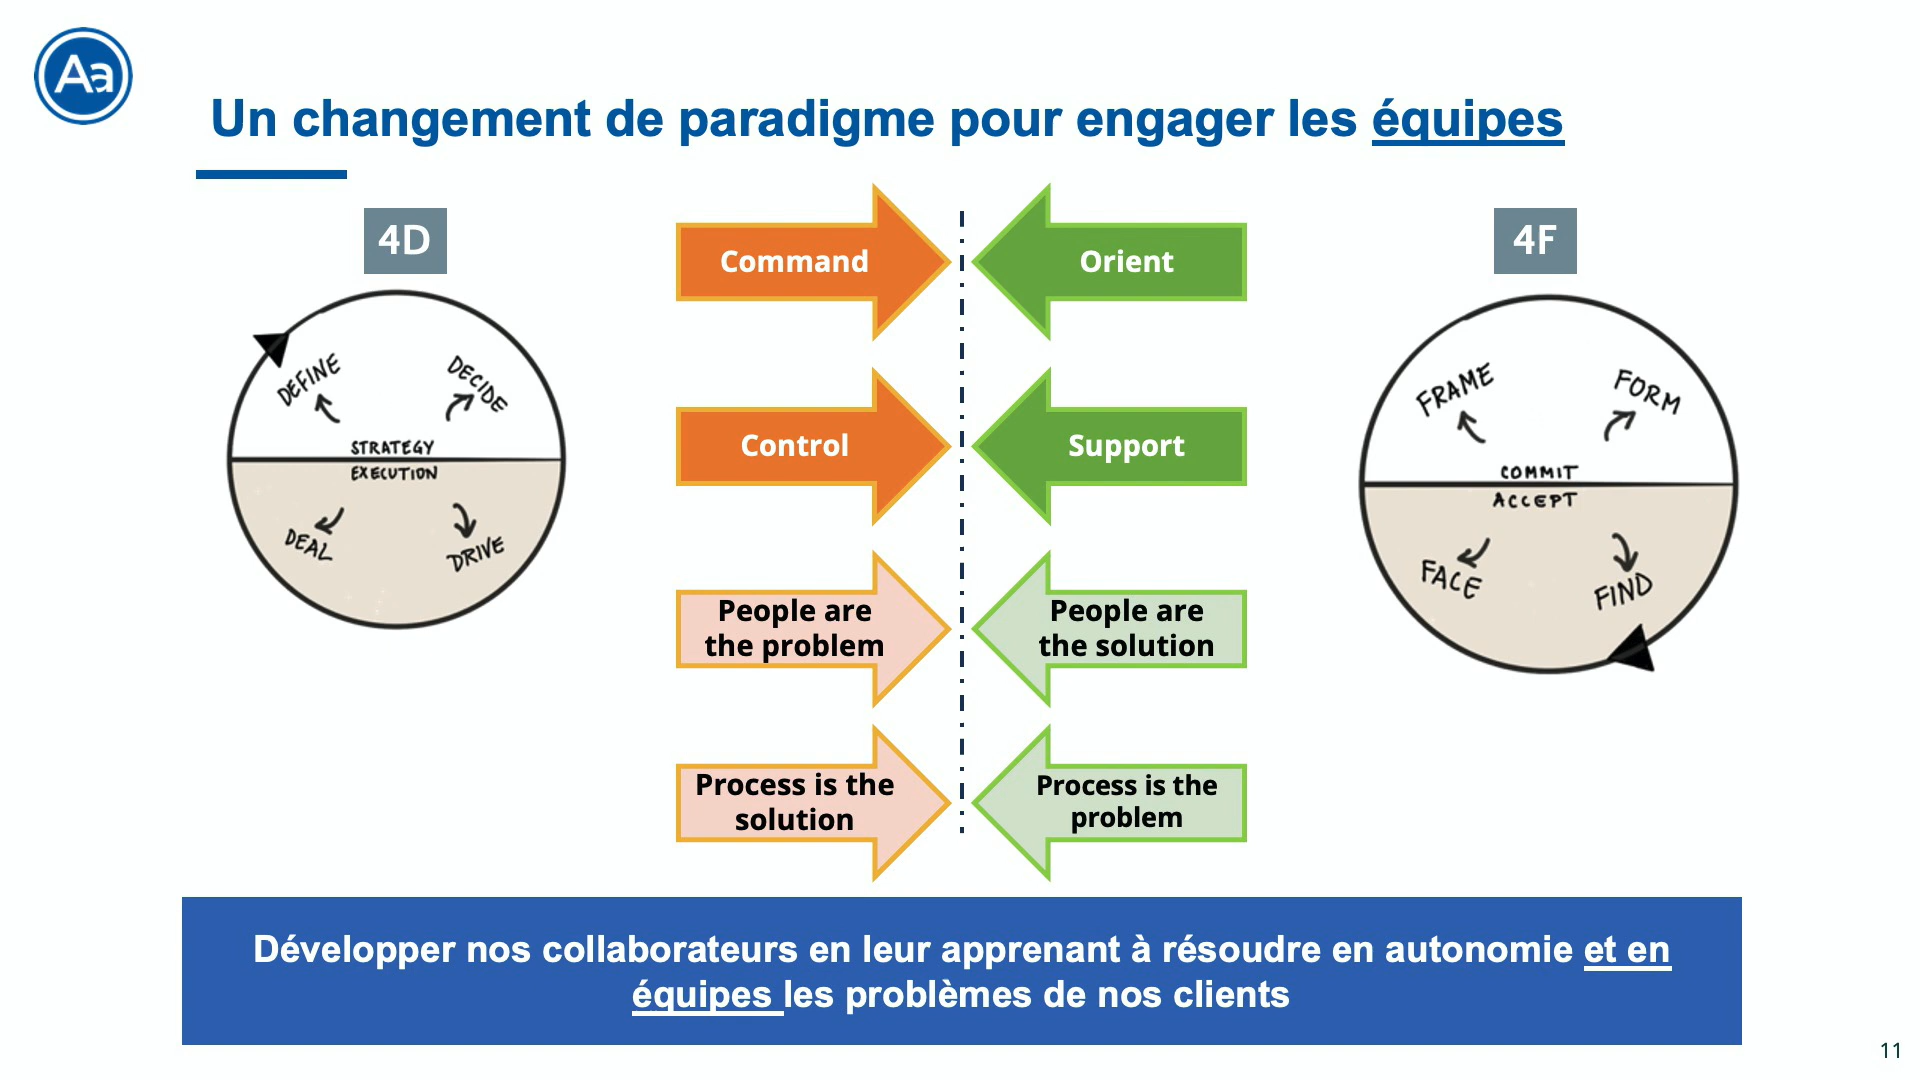 Aa
Un changement de paradigme pour engager les équipes
4D
DEFINE
DECIDE
STRATEGY
EXECUTION
DEAL
DRIVE
Command
Control
People are
the problem
Process is the
solution
Orient
Support
People are
the solution
Process is the
problem
4F
FRAME
FORM
COMMIT
ACCEPT
FACE
FIND
Développer nos collaborateurs en leur apprenant à résoudre en autonomie et en
équipes les problèmes de nos clients
11